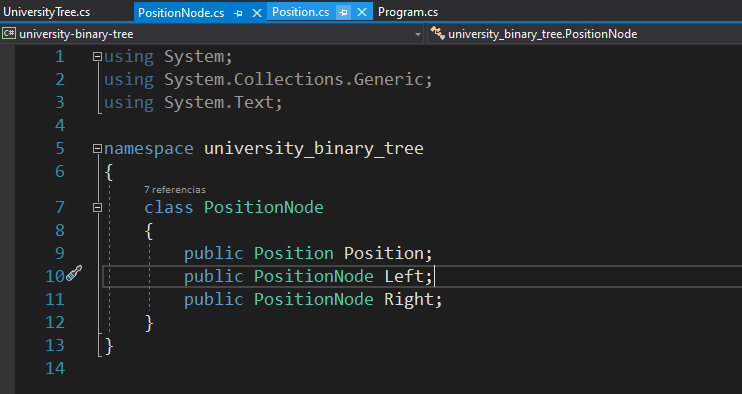 UniversityTree.cs PositionNode.cs Position.cs Program.cs
C# university-binary-tree university_binary_tree.PositionNode
1 using System;
2 using System.Collections.Generic;
3 using System.Text;
4
5 namespace university_binary_tree
6 {
7 referencias
7 class PositionNode
8 {
9 public Position Position;
10 public PositionNode Left;
11 public PositionNode Right;
12 }
13 }
14